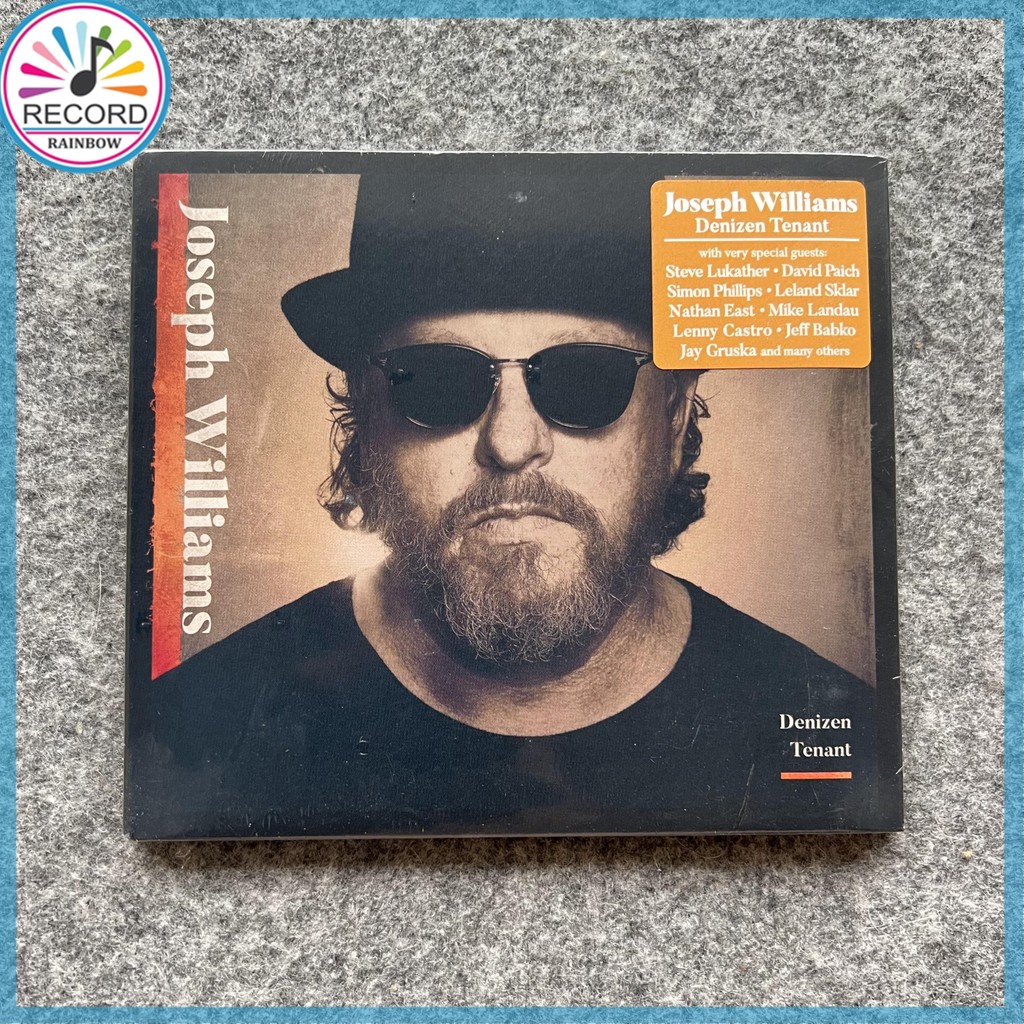 RECORD
RAINBOW
Joseph Williams
Joseph Williams
Denizen Tenant
with very special guests:
Steve Lukather • David Paich
Simon Phillips • Leland Sklar
Nathan East • Mike Landau
Lenny Castro • Jeff Babko
Jay Gruska and many others
Denizen
Tenant